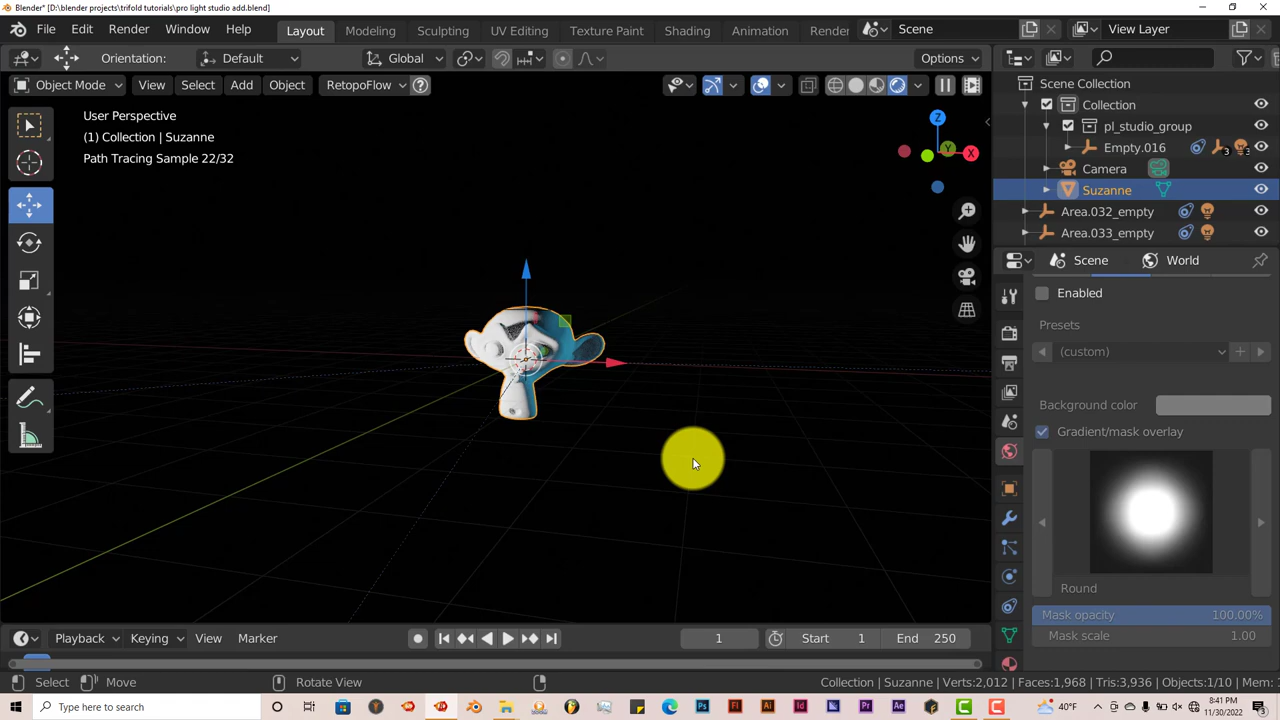 Blender* [D:\blender projects\trifold tutorials\pro light studio add.blend]
File Edit Render Window Help Layout Modeling Sculpting UV Editing Texture Paint Shading Animation Render Scene View Layer
Orientation: Default Global Options
Object Mode View Select Add Object RetopoFlow
User Perspective
(1) Collection | Suzanne
Path Tracing Sample 22/32
Z
Y
X
Scene Collection
Collection
pl_studio_group
Empty.016 3 3
Camera
Suzanne
Area.032_empty
Area.033_empty
Scene World
Enabled
Presets
(custom)
Background color
Gradient/mask overlay
Round
Mask opacity 100.00%
Mask scale 1.00
Playback Keying View Marker 1 Start 1 End 250
Select Move Rotate View Collection | Suzanne Verts:2,012 | Faces:1,968 | Tris:3,936 | Objects:1/10 | Mem: 1
Type here to search 40°F 8:41 PM
11/30/2022